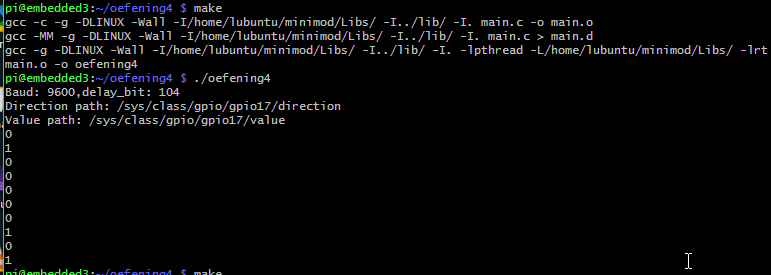 pi@embedded3:~/oefening4 $ make
gcc -c -g -DLINUX -Wall -I/home/lubuntu/minimod/Libs/ -I../lib/ -I. main.c -o main.o
gcc -MM -g -DLINUX -Wall -I/home/lubuntu/minimod/Libs/ -I../lib/ -I. main.c > main.d
gcc -g -DLINUX -Wall -I/home/lubuntu/minimod/Libs/ -I../lib/ -I. -lpthread -L/home/lubuntu/minimod/Libs/ -lrt
main.o -o oefening4
pi@embedded3:~/oefening4 $ ./oefening4
Baud: 9600,delay_bit: 104
Direction path: /sys/class/gpio/gpio17/direction
Value path: /sys/class/gpio/gpio17/value
0
1
0
0
0
0
0
1
0
1
pi@embedded3:~/oefening4 $ make